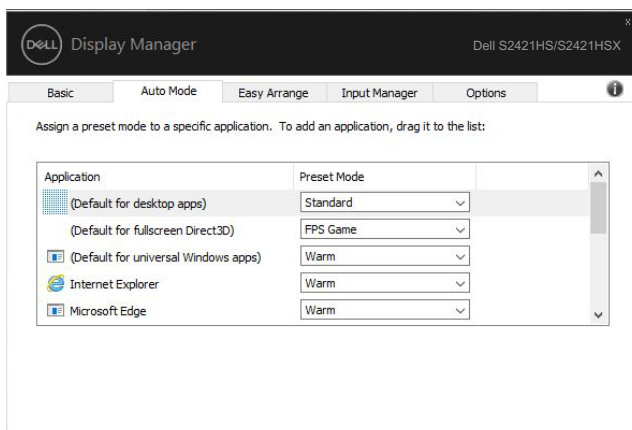 DELL Display Manager
Dell S2421HS/S2421HSX
x
Basic Auto Mode Easy Arrange Input Manager Options i
Assign a preset mode to a specific application. To add an application, drag it to the list:
Application Preset Mode
(Default for desktop apps) Standard
(Default for fullscreen Direct3D) FPS Game
(Default for universal Windows apps) Warm
Internet Explorer Warm
Microsoft Edge Warm